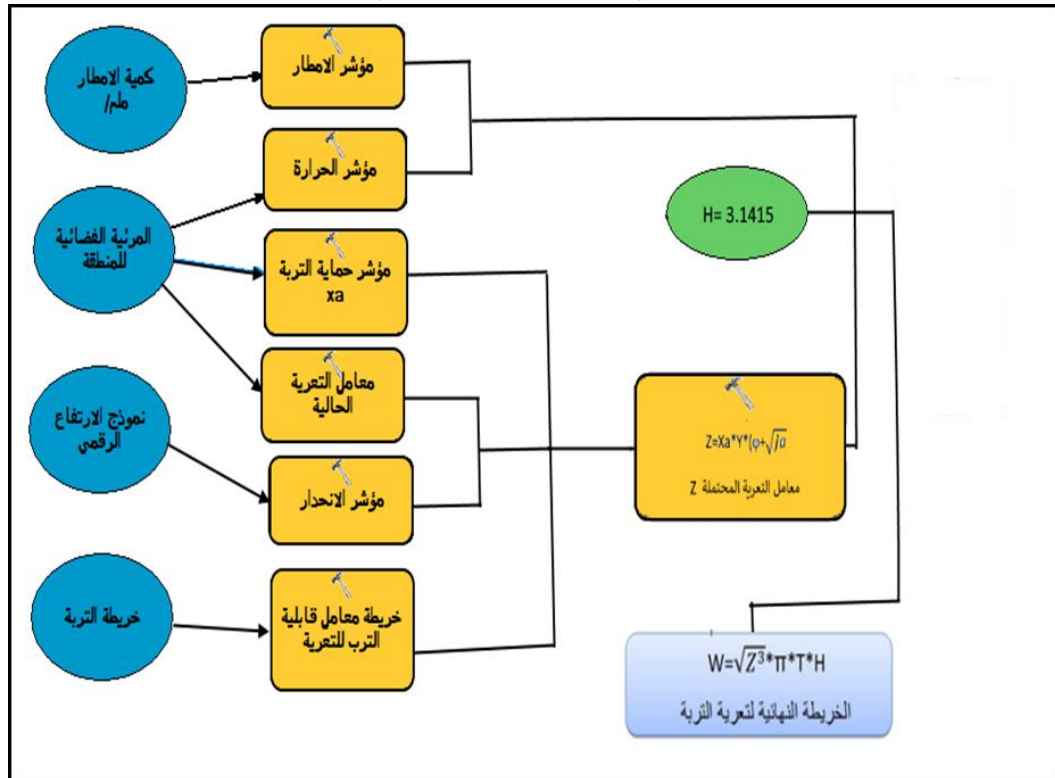 كمية الامطار
ملم/
مؤشر الامطار
مؤشر الحرارة
المرئية الفضائية
للمنطقة
مؤشر حماية التربة
xa
H= 3.1415
معامل التعرية
الحالية
نموذج الارتفاع
الرقمي
مؤشر الانحدار
Z=Xa*Y*(φ+√Ja
معامل التعرية المحتملة Z
خريطة التربة
خريطة معامل قابلية
الترب للتعرية
W=√Z³*π*T*H
الخريطة النهائية لتعرية التربة